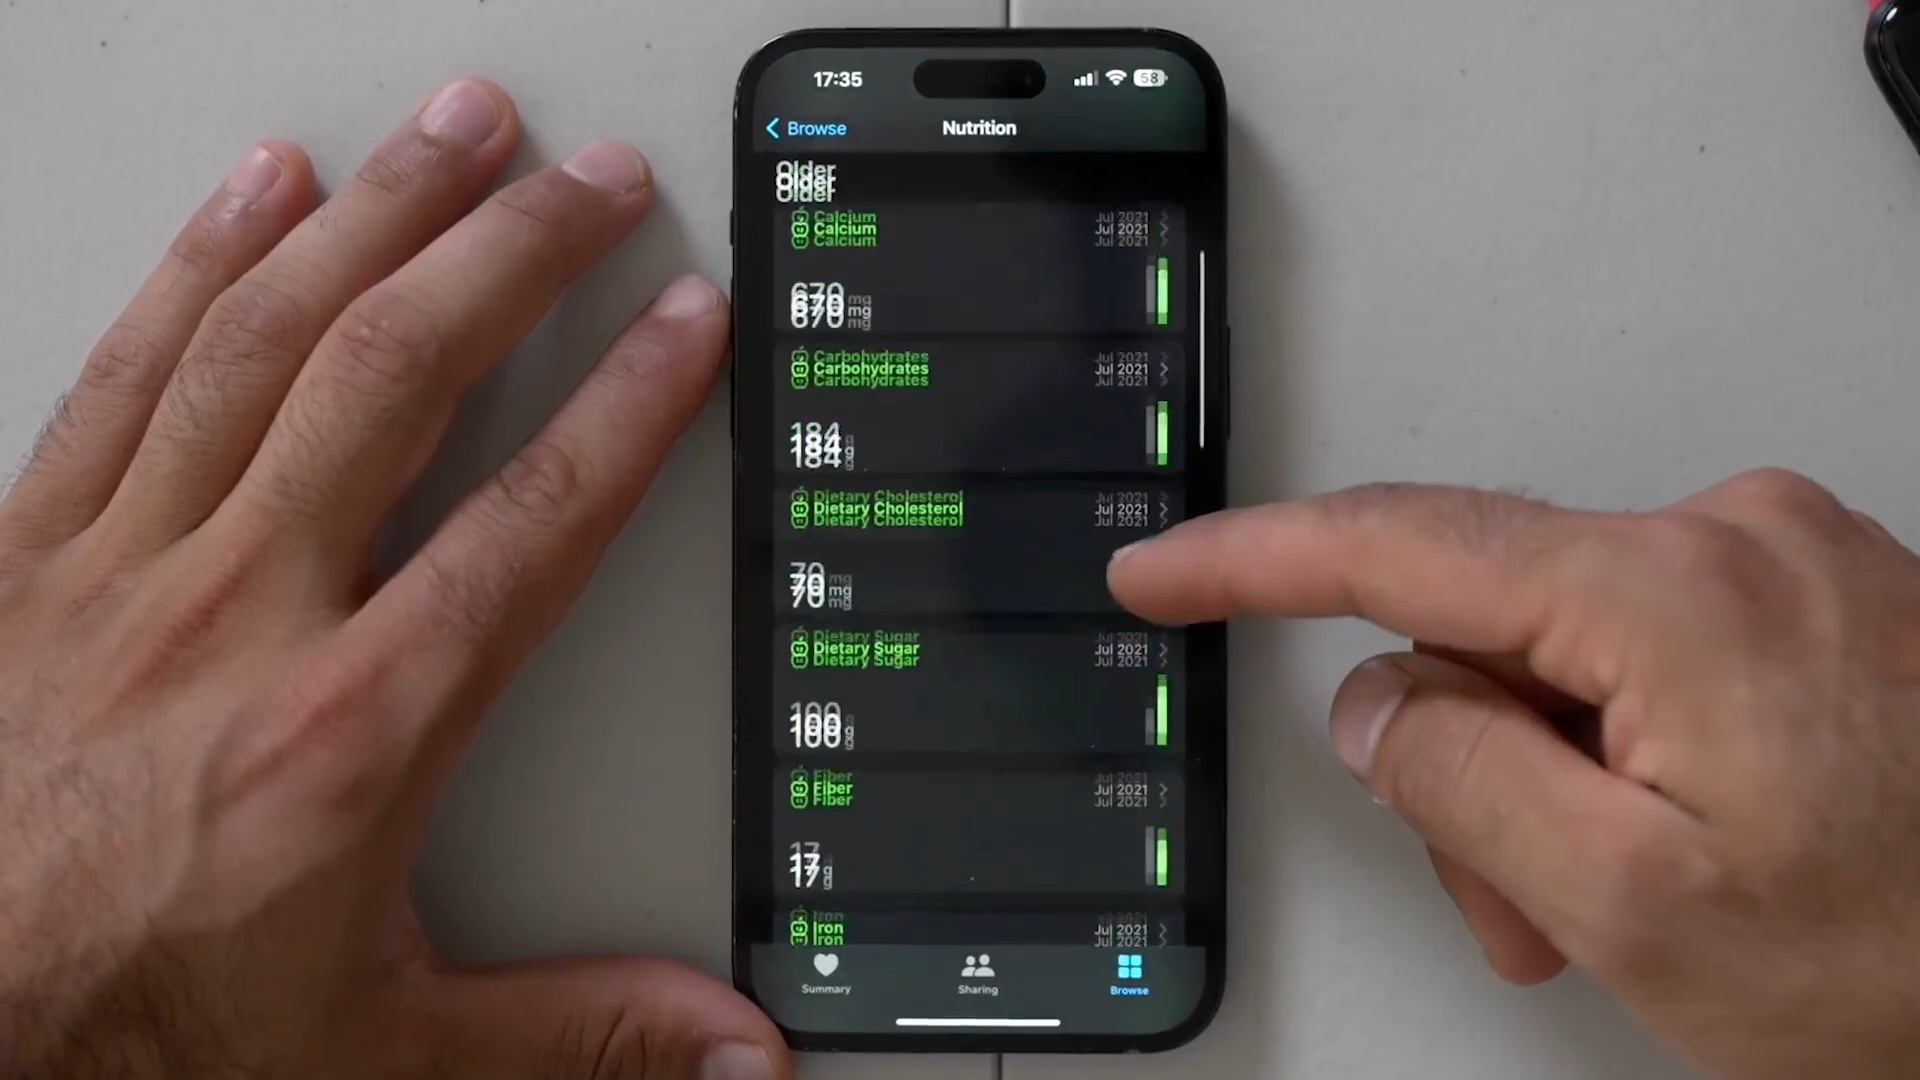 17:35
58
Browse
Nutrition
Older
Calcium
Jul 2021
670 mg
Carbohydrates
Jul 2021
184 g
Dietary Cholesterol
Jul 2021
70 mg
Dietary Sugar
Jul 2021
100 g
Fiber
Jul 2021
17 g
Iron
Jul 2021
Summary
Sharing
Browse